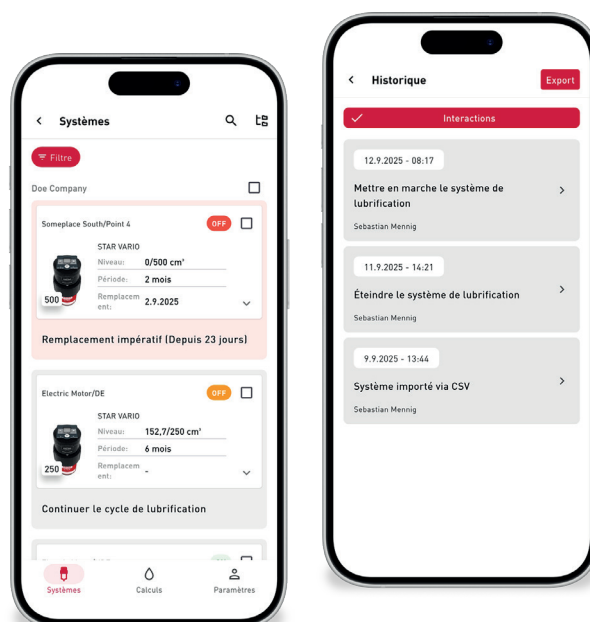 Systèmes
Filtre
Doe Company
Someplace South/Point 4
OFF
STAR VARIO
Niveau: 0/500 cm³
Période: 2 mois
Remplacem
ent: 2.9.2025
500
Remplacement impératif (Depuis 23 jours)
Electric Motor/DE
OFF
STAR VARIO
Niveau: 152,7/250 cm³
Période: 6 mois
Remplacem
ent: -
250
Continuer le cycle de lubrification
Systèmes
Calculs
Paramètres
Historique
Export
Interactions
12.9.2025 - 08:17
Mettre en marche le système de
lubrification
Sebastian Mennig
11.9.2025 - 14:21
Éteindre le système de lubrification
Sebastian Mennig
9.9.2025 - 13:44
Système importé via CSV
Sebastian Mennig